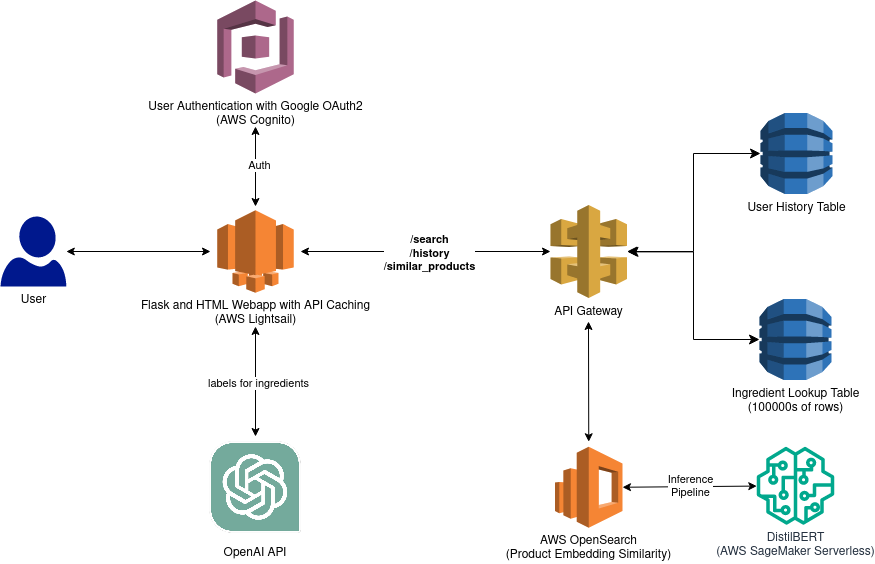 User Authentication with Google OAuth2
(AWS Cognito)
Auth
/search
/history
/similar_products
User History Table
User
Flask and HTML Webapp with API Caching
(AWS Lightsail)
API Gateway
labels for ingredients
Ingredient Lookup Table
(100000s of rows)
Inference
Pipeline
OpenAI API
AWS OpenSearch
(Product Embedding Similarity)
DistilBERT
(AWS SageMaker Serverless)